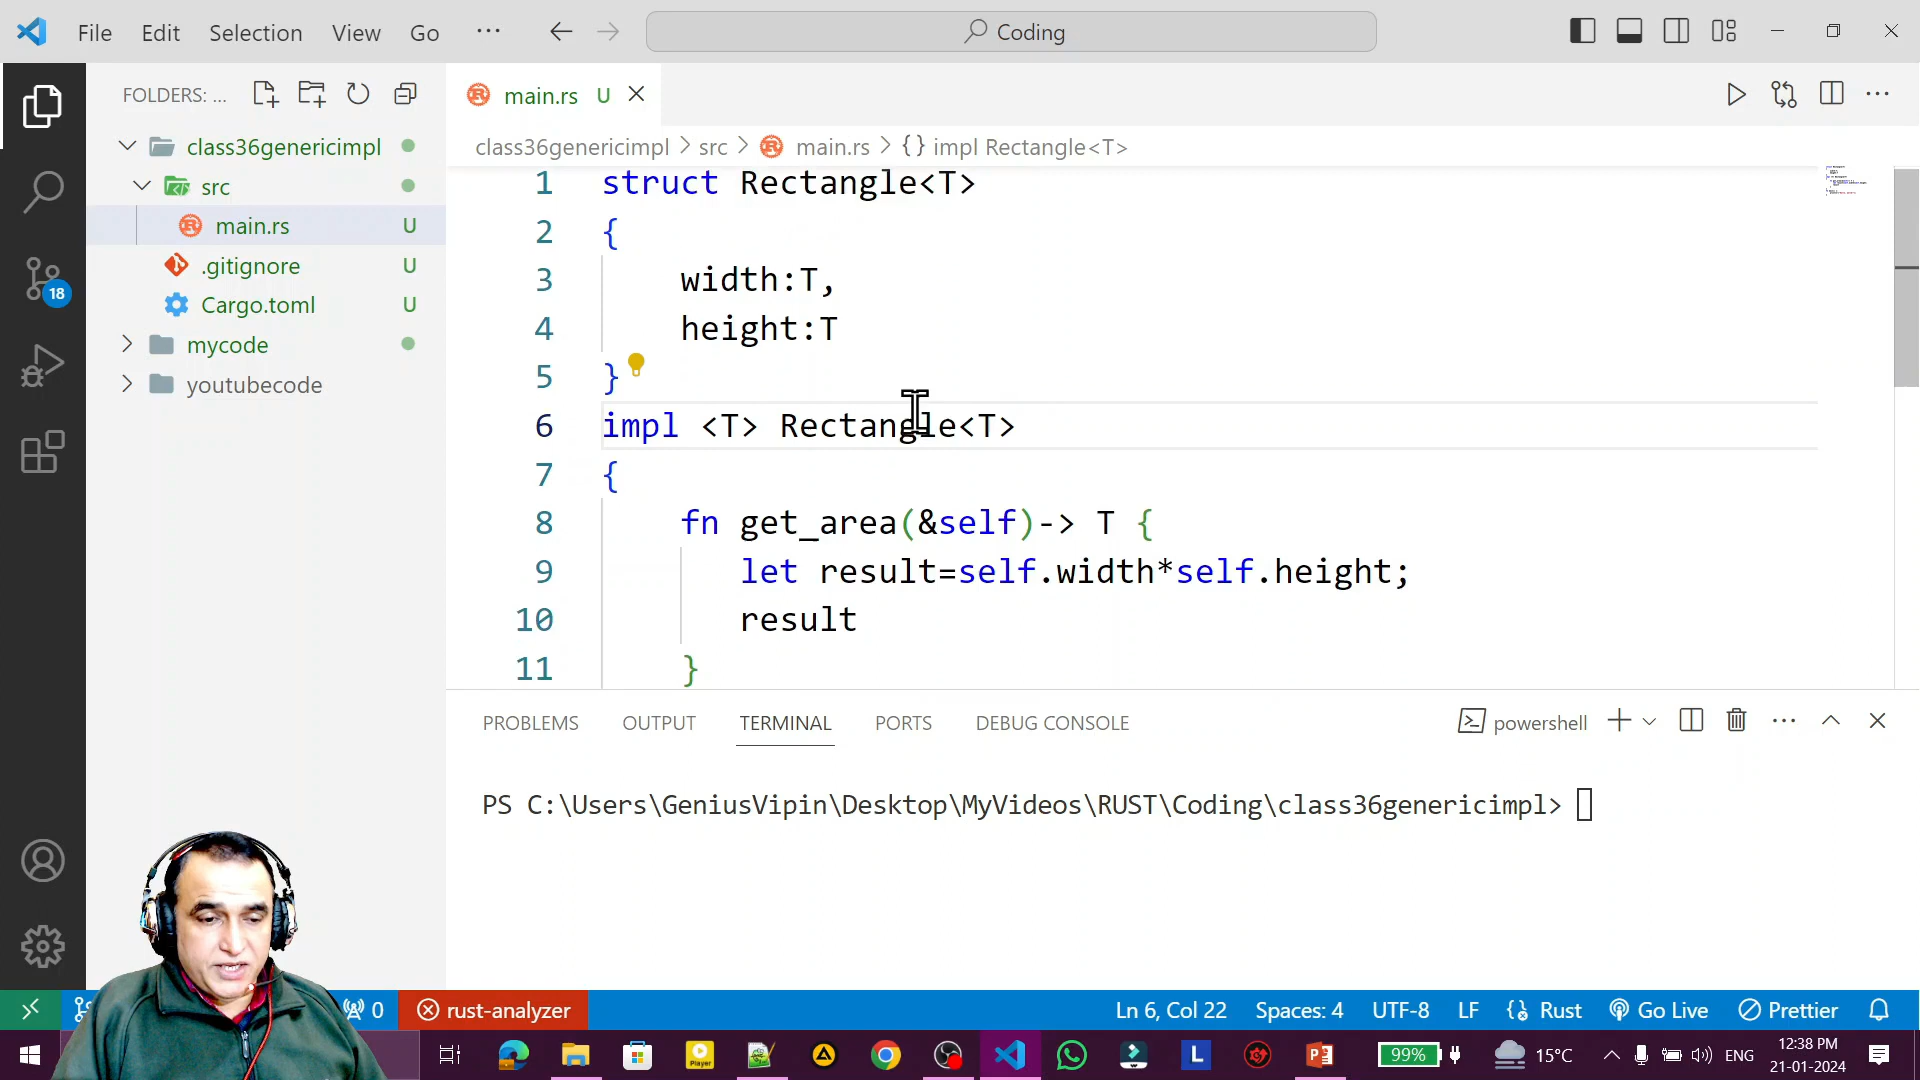 File Edit Selection View Go ··· Coding
FOLDERS: ...
class36genericimpl
src
main.rs U
.gitignore U
Cargo.toml U
mycode
youtubecode
18
main.rs U
class36genericimpl > src > main.rs > {} impl Rectangle<T>
1 struct Rectangle<T>
2 {
3 width:T,
4 height:T
5 }
6 impl <T> Rectangle<T>
7 {
8 fn get_area(&self)-> T {
9 let result=self.width*self.height;
10 result
11 }
PROBLEMS OUTPUT TERMINAL PORTS DEBUG CONSOLE powershell
PS C:\Users\GeniusVipin\Desktop\MyVideos\RUST\Coding\class36genericimpl>
0 rust-analyzer Ln 6, Col 22 Spaces: 4 UTF-8 LF {} Rust Go Live Prettier
Player L 99% 15°C ENG 12:38 PM
21-01-2024